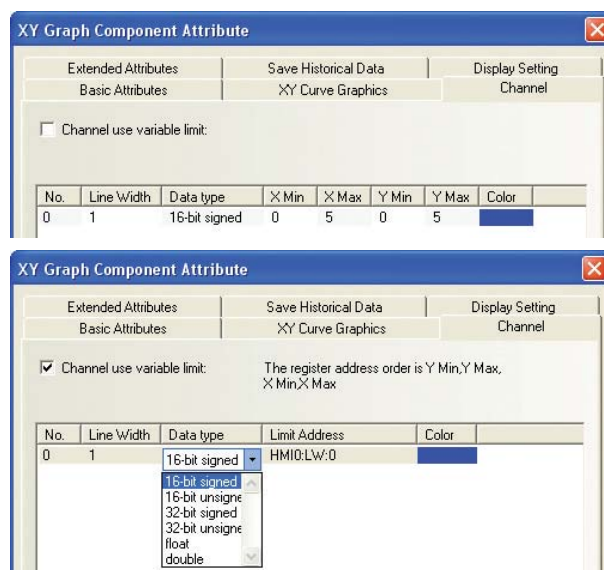 XY Graph Component Attribute
Extended Attributes Save Historical Data Display Setting
Basic Attributes XY Curve Graphics Channel
Channel use variable limit:
No. Line Width Data type X Min X Max Y Min Y Max Color
0 1 16-bit signed 0 5 0 5
XY Graph Component Attribute
Extended Attributes Save Historical Data Display Setting
Basic Attributes XY Curve Graphics Channel
Channel use variable limit: The register address order is Y Min,Y Max,
X Min,X Max
No. Line Width Data type Limit Address Color
0 1 16-bit signed HMI0:LW:0
16-bit signed
16-bit unsigne
32-bit signed
32-bit unsigne
float
double